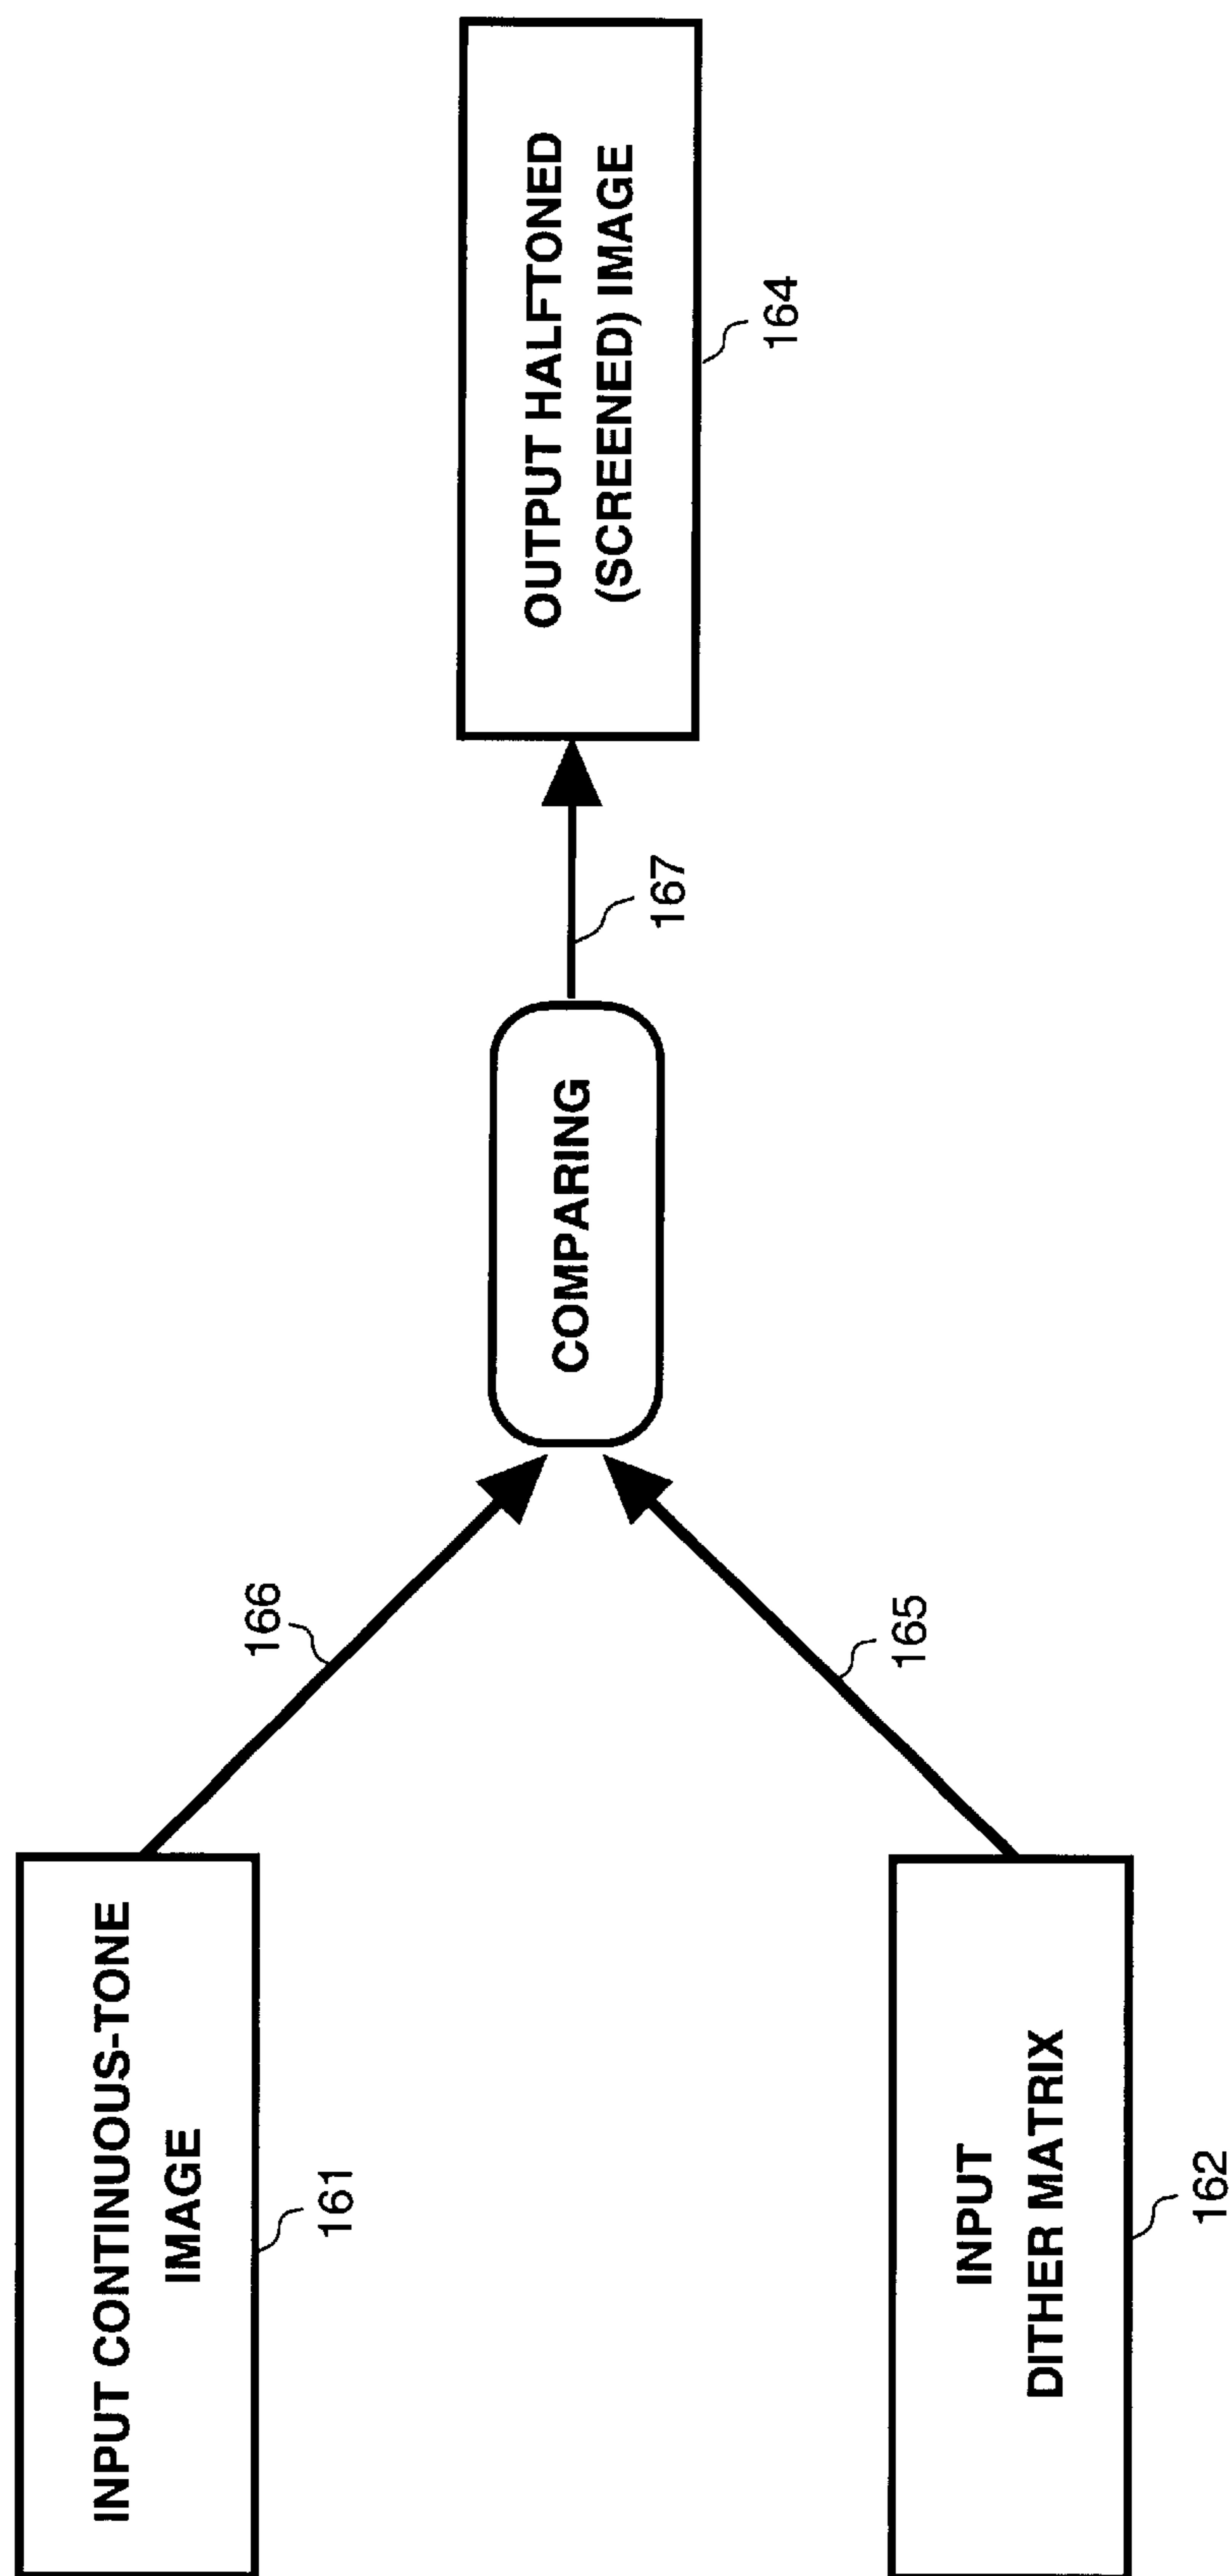 INPUT CONTINUOUS-TONE
IMAGE
161
166
INPUT
DITHER MATRIX
162
165
COMPARING
167
OUTPUT HALFTONED
(SCREENED) IMAGE
164